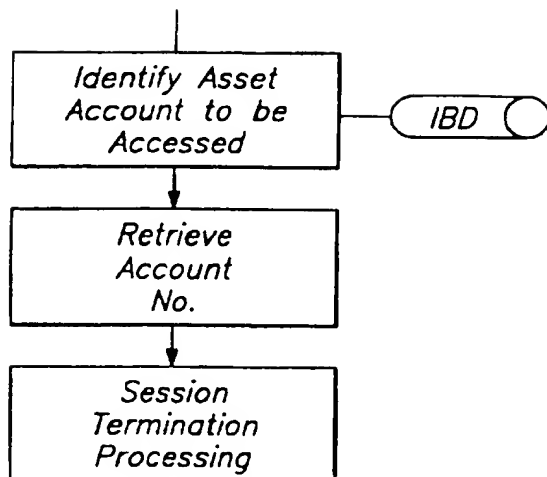 Identify Asset
Account to be
Accessed
IBD
Retrieve
Account
No.
Session
Termination
Processing